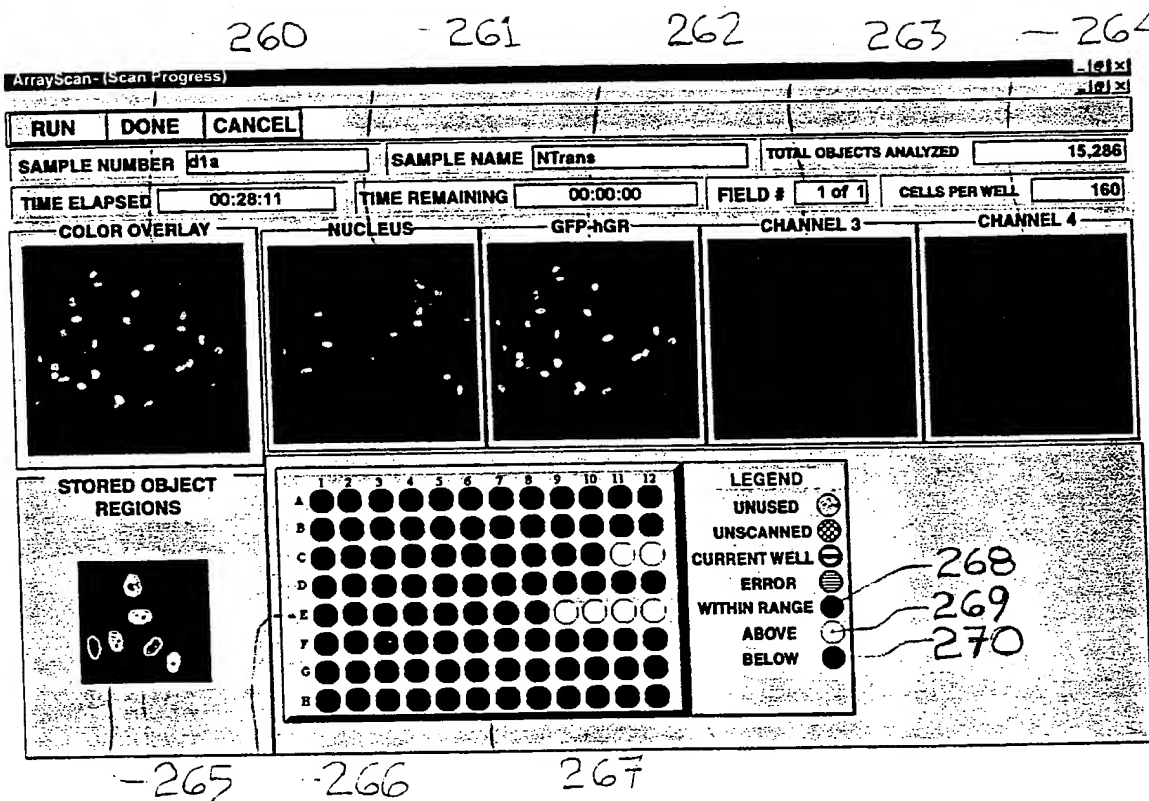 260 261 262 263 264
ArrayScan- (Scan Progress)
RUN DONE CANCEL
SAMPLE NUMBER d1a SAMPLE NAME NTrans TOTAL OBJECTS ANALYZED 15,286
TIME ELAPSED 00:28:11 TIME REMAINING 00:00:00 FIELD # 1 of 1 CELLS PER WELL 160
COLOR OVERLAY NUCLEUS GFP-hGR CHANNEL 3 CHANNEL 4
STORED OBJECT
REGIONS
1 2 3 4 5 6 7 8 9 10 11 12
A
B
C
D
E
F
G
H
LEGEND
UNUSED
UNSCANNED
CURRENT WELL
ERROR
WITHIN RANGE 268
ABOVE 269
BELOW 270
265 266 267